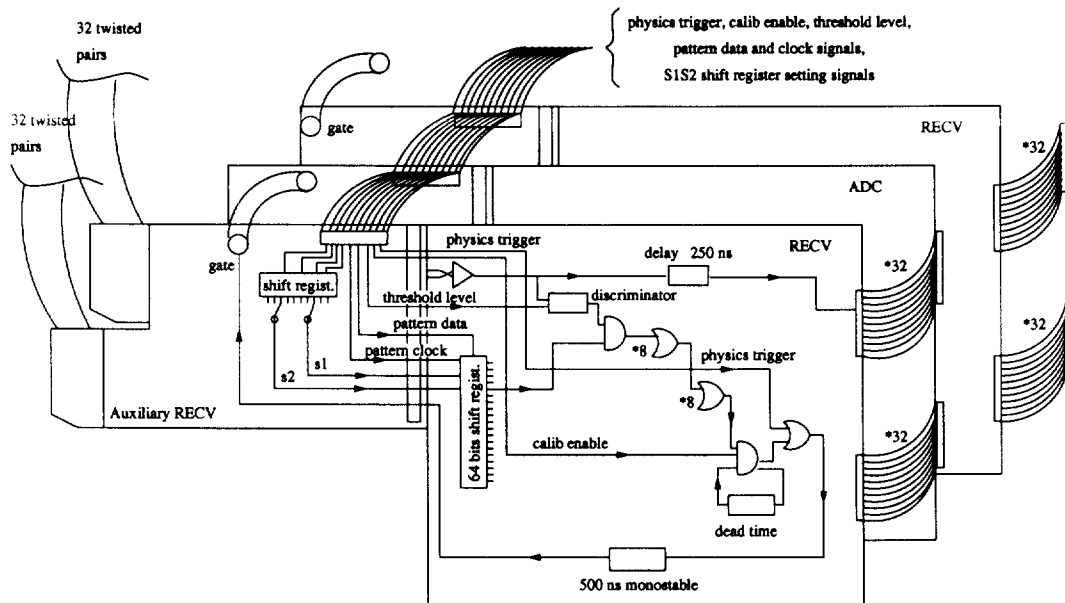 32 twisted
pairs
32 twisted
pairs
physics trigger, calib enable, threshold level,
pattern data and clock signals,
S1S2 shift register setting signals
gate
RECV
*32
ADC
gate
physics trigger
RECV
delay 250 ns
*32
shift regist.
threshold level
discriminator
pattern data
pattern clock
*8
physics trigger
*32
s1
s2
*8
Auxiliary RECV
64 bits shift regist.
calib enable
*32
dead time
500 ns monostable